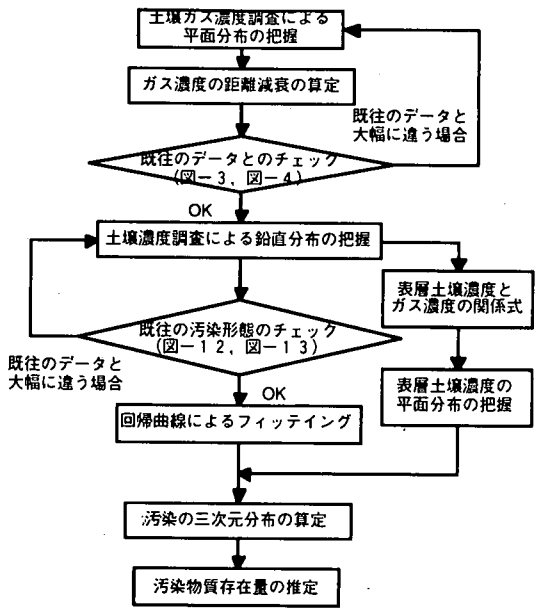 土壌ガス濃度調査による
平面分布の把握
ガス濃度の距離減衰の算定
既往のデータと
大幅に違う場合
既往のデータとのチェック
(図－3，図－4)
OK
土壌濃度調査による鉛直分布の把握
表層土壌濃度と
ガス濃度の関係式
既往の汚染形態のチェック
(図－12，図－13)
既往のデータと
大幅に違う場合
表層土壌濃度の
平面分布の把握
OK
回帰曲線によるフィッテイング
汚染の三次元分布の算定
汚染物質存在量の推定